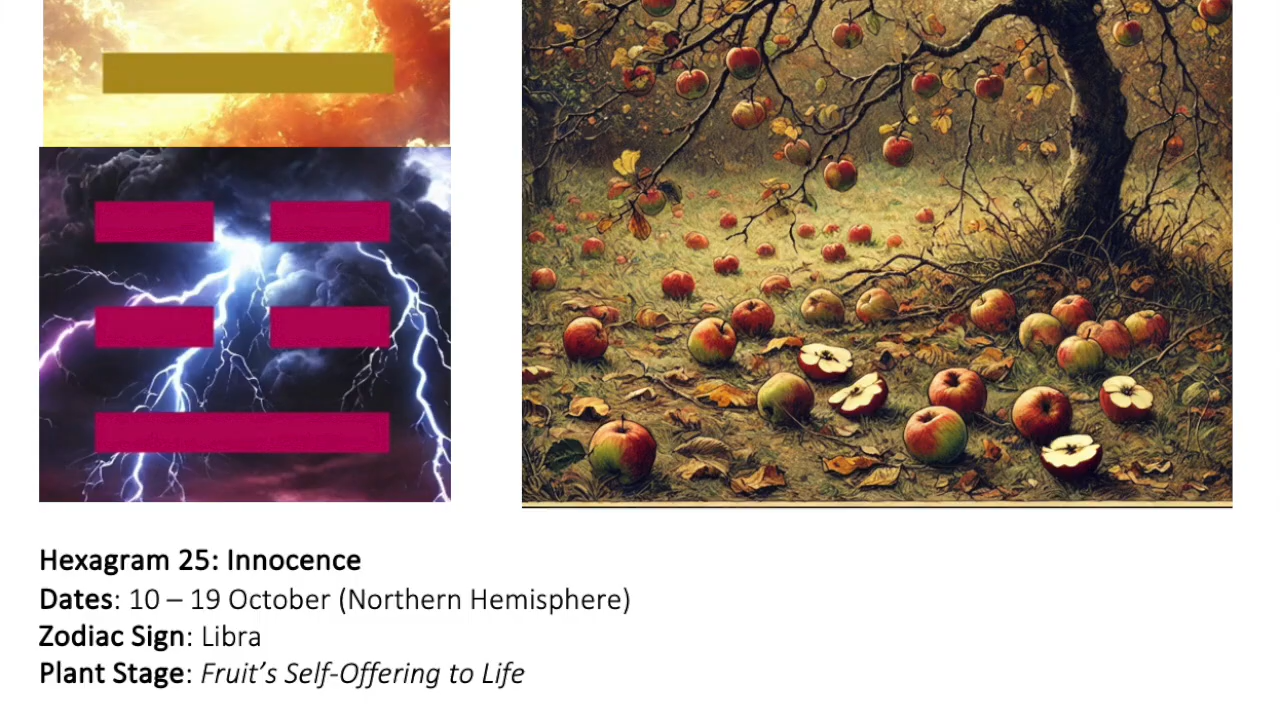 Hexagram 25: Innocence
Dates: 10 – 19 October (Northern Hemisphere)
Zodiac Sign: Libra
Plant Stage: Fruit’s Self-Offering to Life